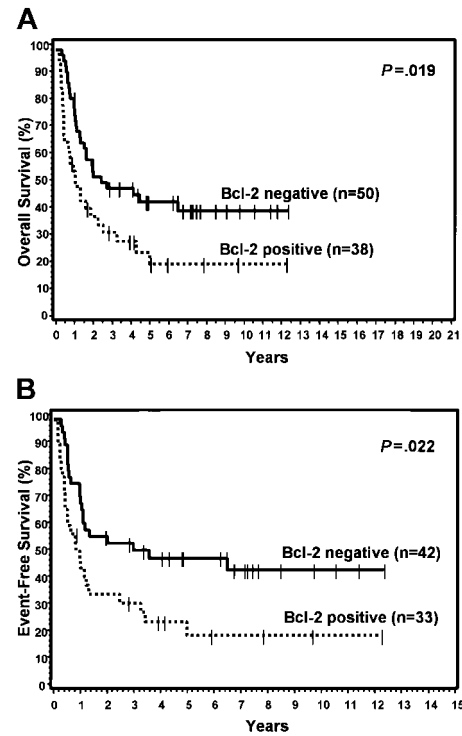 A
P=.019
Overall Survival (%)
100
90
80
70
60
50
40
30
20
10
0
Bcl-2 negative (n=50)
Bcl-2 positive (n=38)
0 1 2 3 4 5 6 7 8 9 10 11 12 13 14 15 16 17 18 19 20 21
Years
B
P=.022
Event-Free Survival (%)
100
90
80
70
60
50
40
30
20
10
0
Bcl-2 negative (n=42)
Bcl-2 positive (n=33)
0 1 2 3 4 5 6 7 8 9 10 11 12 13 14 15
Years